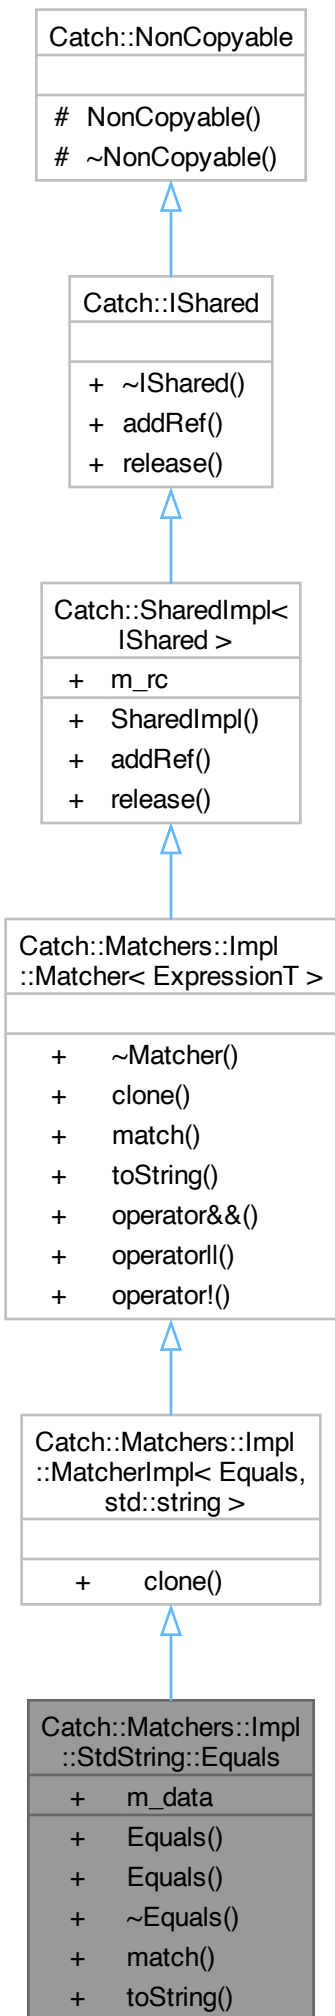 Catch::NonCopyable
# NonCopyable()
# ~NonCopyable()
Catch::IShared
+ ~IShared()
+ addRef()
+ release()
Catch::SharedImpl<
IShared >
+ m_rc
+ SharedImpl()
+ addRef()
+ release()
Catch::Matchers::Impl
::Matcher< ExpressionT >
+ ~Matcher()
+ clone()
+ match()
+ toString()
+ operator&&()
+ operator||()
+ operator!()
Catch::Matchers::Impl
::MatcherImpl< Equals,
std::string >
+ clone()
Catch::Matchers::Impl
::StdString::Equals
+ m_data
+ Equals()
+ Equals()
+ ~Equals()
+ match()
+ toString()